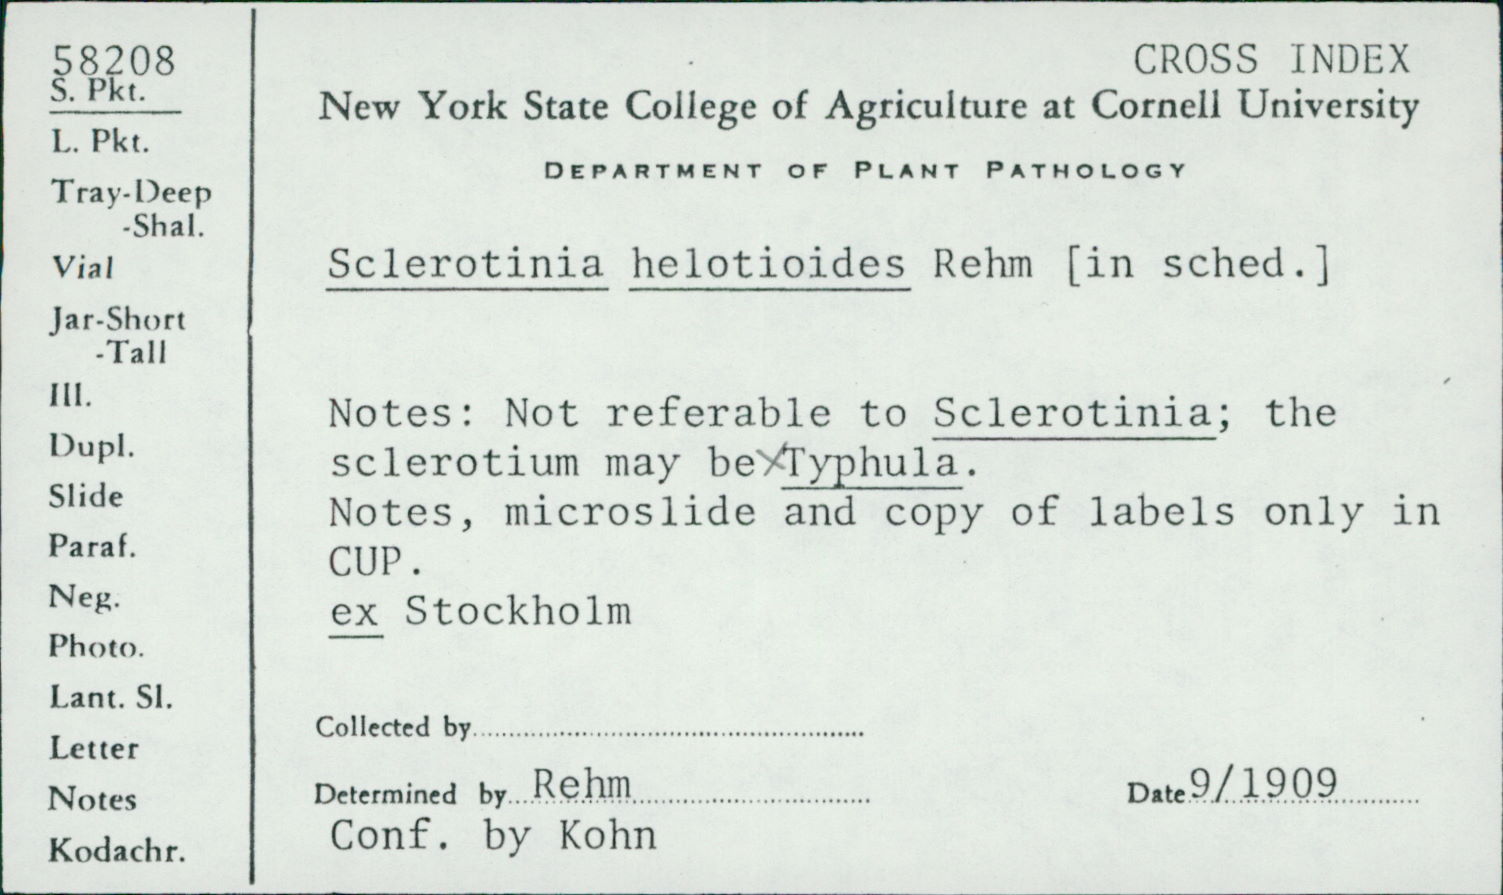 58208
S. Pkt.
L. Pkt.
Tray-Deep
-Shal.
Vial
Jar-Short
-Tall
Ill.
Dupl.
Slide
Paraf.
Neg.
Photo.
Lant. Sl.
Letter
Notes
Kodachr.
CROSS INDEX
New York State College of Agriculture at Cornell University
DEPARTMENT OF PLANT PATHOLOGY
Sclerotinia helotioides Rehm [in sched.]
Notes: Not referable to Sclerotinia; the
sclerotium may be Typhula.
Notes, microslide and copy of labels only in
CUP.
ex Stockholm
Collected by
Determined by Rehm
Date 9/1909
Conf. by Kohn